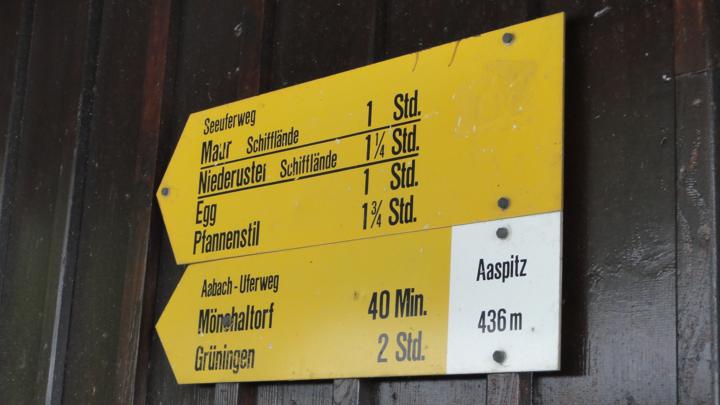 Seeuferweg
Maur Schifflände 1 Std.
Niederuster Schifflände 1¼ Std.
Egg 1 Std.
Pfannenstil 1¾ Std.
Aabach-Uferweg
Mönchaltorf 40 Min.
Grüningen 2 Std.
Aaspitz
436 m